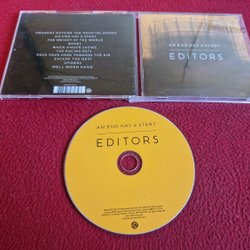 SMOKERS OUTSIDE THE HOSPITAL DOORS
AN END HAS A START
THE WEIGHT OF THE WORLD
BONES
WHEN ANGER SHOWS
THE RACING RATS
PUSH YOUR HEAD TOWARDS THE AIR
ESCAPE THE NEST
SPIDERS
WELL WORN HAND
AN END HAS A START
EDITORS
AN END HAS A START
EDITORS